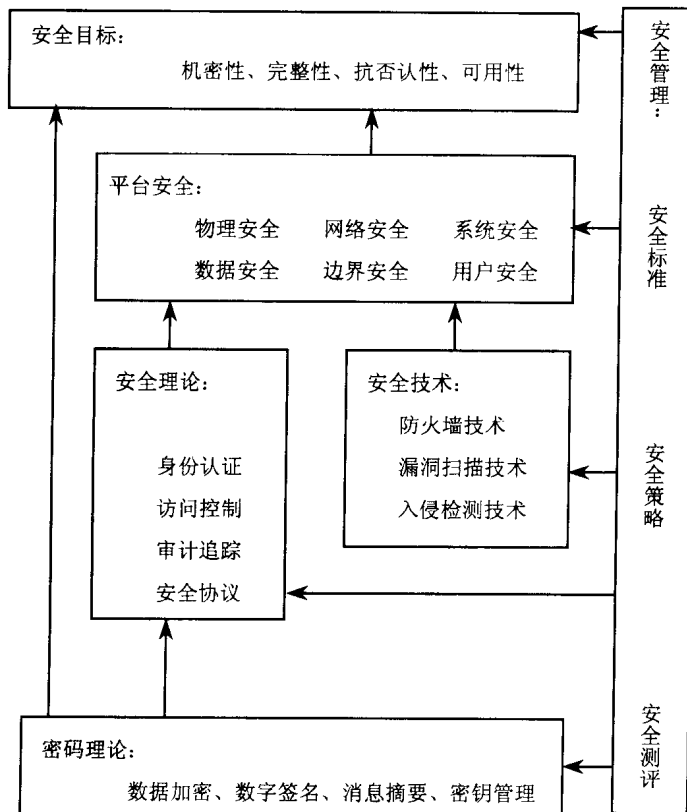 安全目标：
机密性、完整性、抗否认性、可用性
平台安全：
物理安全 网络安全 系统安全
数据安全 边界安全 用户安全
安全理论：
身份认证
访问控制
审计追踪
安全协议
安全技术：
防火墙技术
漏洞扫描技术
入侵检测技术
密码理论：
数据加密、数字签名、消息摘要、密钥管理
安全管理：
安全标准
安全策略
安全测评